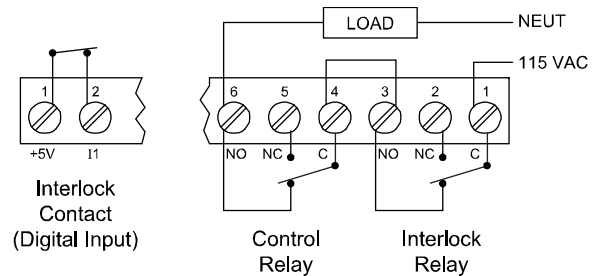 LOAD
NEUT
115 VAC
1 2
6 5 4 3 2 1
+5V I1
NO NC C NO NC C
Interlock
Contact
(Digital Input)
Control
Relay
Interlock
Relay